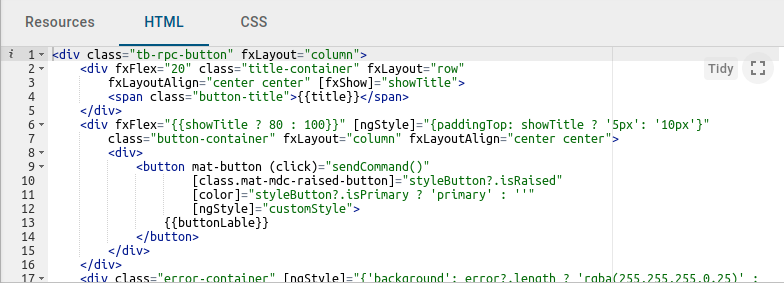 Resources HTML CSS
i 1 <div class="tb-rpc-button" fxLayout="column">
2 <div fxFlex="20" class="title-container" fxLayout="row"
3 fxLayoutAlign="center center" [fxShow]="showTitle">
4 <span class="button-title">{{title}}</span>
5 </div>
6 <div fxFlex="{{showTitle ? 80 : 100}}" [ngStyle]="{paddingTop: showTitle ? '5px': '10px'}"
7 class="button-container" fxLayout="column" fxLayoutAlign="center center">
8 <div>
9 <button mat-button (click)="sendCommand()"
10 [class.mat-mdc-raised-button]="styleButton?.isRaised"
11 [color]="styleButton?.isPrimary ? 'primary' : ''"
12 [ngStyle]="customStyle">
13 {{buttonLable}}
14 </button>
15 </div>
16 </div>
17 <div class="error-container" [ngStyle]="{'background': error?.length ? 'rgba(255,255,255,0.25)' :
Tidy